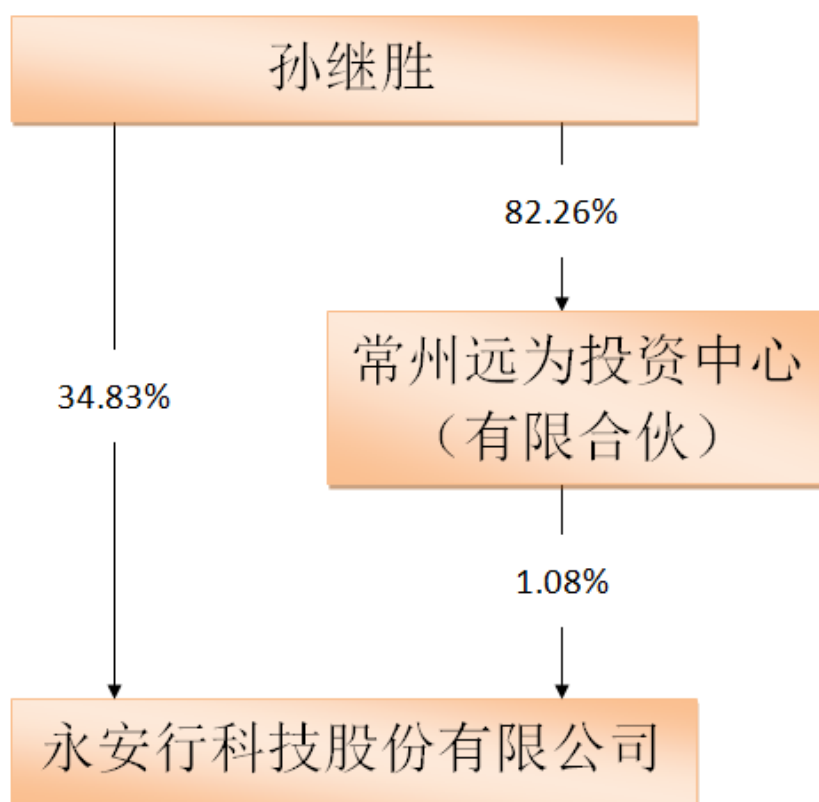 孙继胜
82.26%
34.83%
常州远为投资中心
（有限合伙）
1.08%
永安行科技股份有限公司